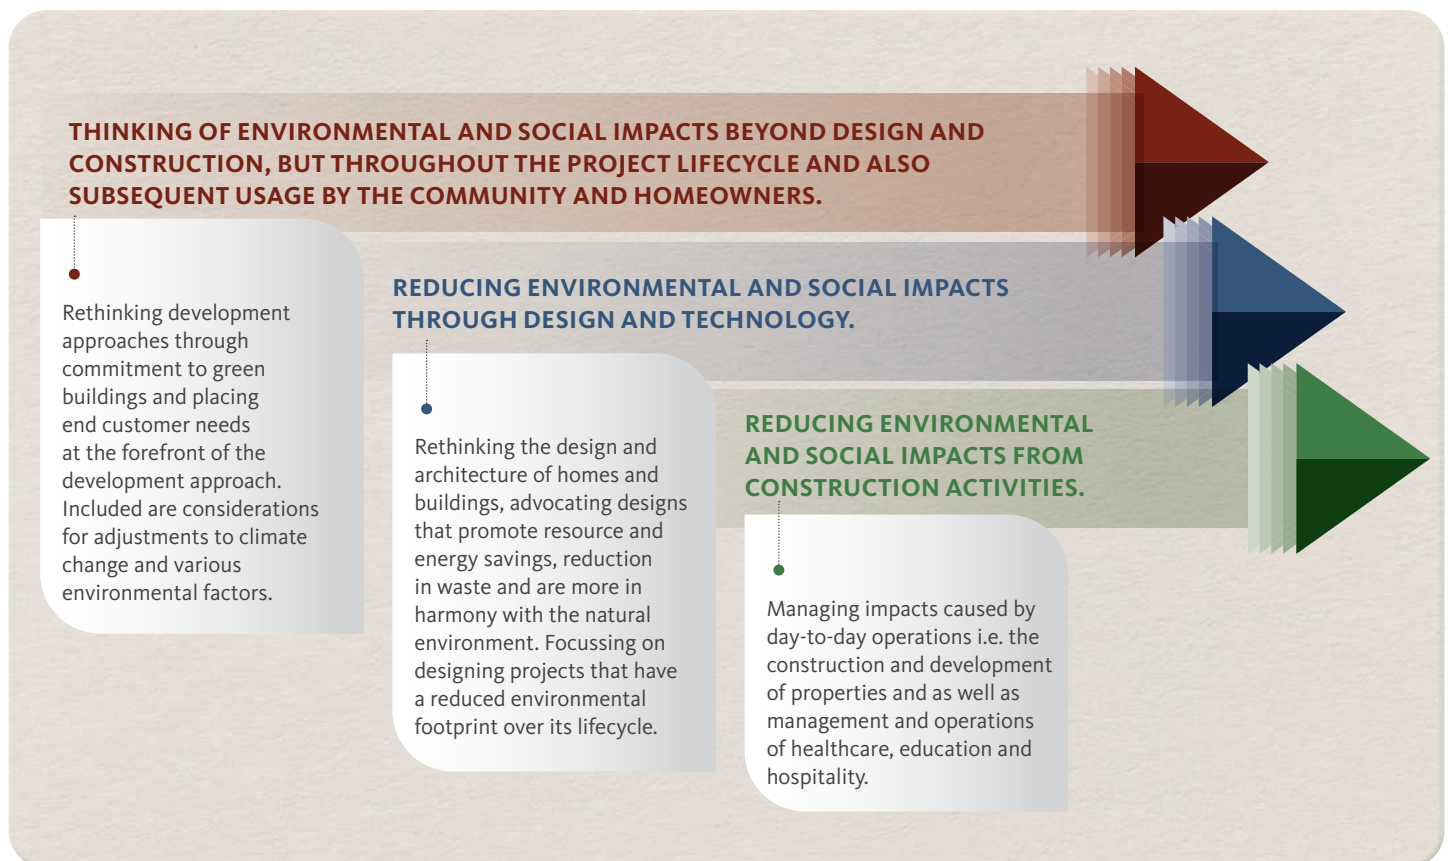 THINKING OF ENVIRONMENTAL AND SOCIAL IMPACTS BEYOND DESIGN AND
CONSTRUCTION, BUT THROUGHOUT THE PROJECT LIFECYCLE AND ALSO
SUBSEQUENT USAGE BY THE COMMUNITY AND HOMEOWNERS.
Rethinking development
approaches through
commitment to green
buildings and placing
end customer needs
at the forefront of the
development approach.
Included are considerations
for adjustments to climate
change and various
environmental factors.
REDUCING ENVIRONMENTAL AND SOCIAL IMPACTS
THROUGH DESIGN AND TECHNOLOGY.
Rethinking the design and
architecture of homes and
buildings, advocating designs
that promote resource and
energy savings, reduction
in waste and are more in
harmony with the natural
environment. Focussing on
designing projects that have
a reduced environmental
footprint over its lifecycle.
REDUCING ENVIRONMENTAL
AND SOCIAL IMPACTS FROM
CONSTRUCTION ACTIVITIES.
Managing impacts caused by
day-to-day operations i.e. the
construction and development
of properties and as well as
management and operations
of healthcare, education and
hospitality.